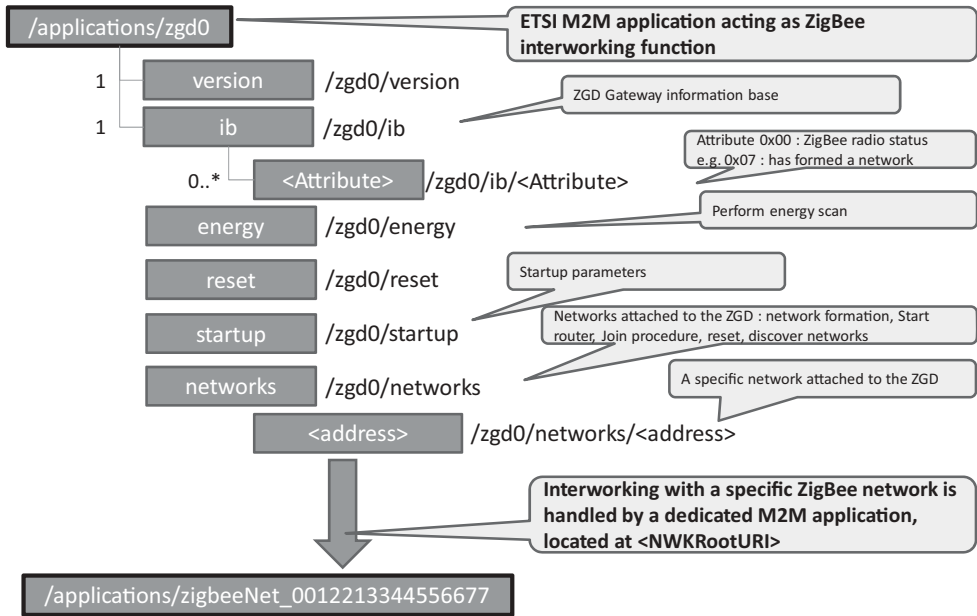 /applications/zgd0
ETSI M2M application acting as ZigBee
interworking function
1
version
/zgd0/version
ZGD Gateway information base
1
ib
/zgd0/ib
Attribute 0x00 : ZigBee radio status
e.g. 0x07 : has formed a network
0..*
<Attribute>
/zgd0/ib/<Attribute>
energy
/zgd0/energy
Perform energy scan
reset
/zgd0/reset
Startup parameters
startup
/zgd0/startup
Networks attached to the ZGD : network formation, Start
router, Join procedure, reset, discover networks
networks
/zgd0/networks
A specific network attached to the ZGD
<address>
/zgd0/networks/<address>
Interworking with a specific ZigBee network is
handled by a dedicated M2M application,
located at <NWKRootURI>
/applications/zigbeeNet_0012213344556677